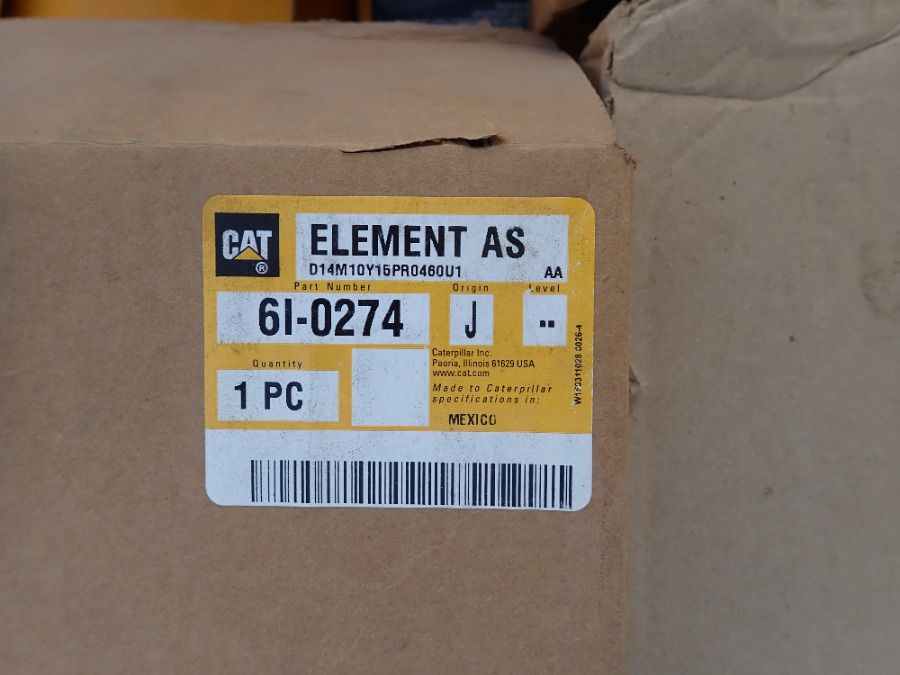 CAT
®
ELEMENT AS
D14M10Y15PR0460U1 AA
Part Number Origin Level
6I-0274 J --
Quantity
1 PC
Caterpillar Inc.
Peoria, Illinois 61629 USA
www.cat.com
Made to Caterpillar
specifications in:
MEXICO